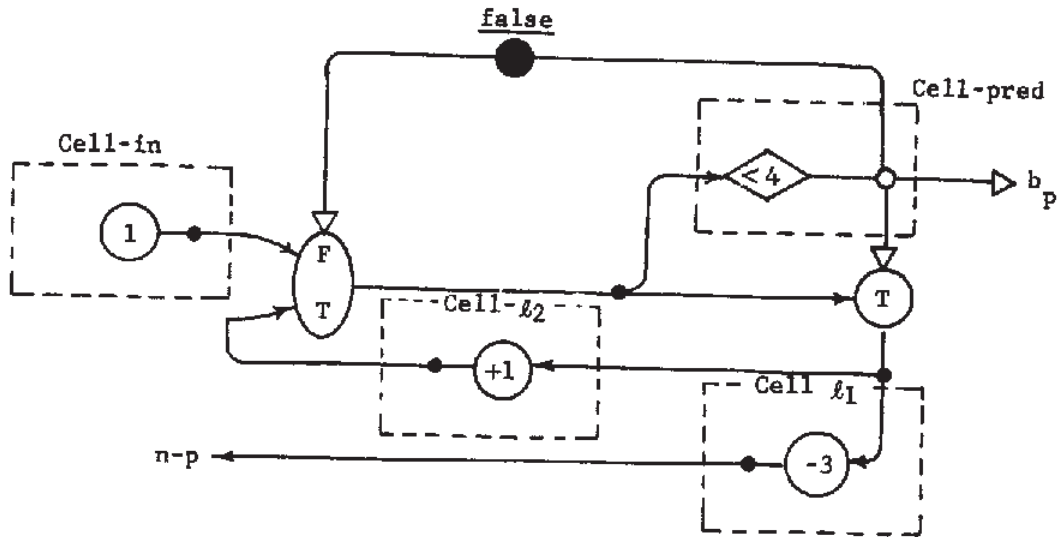 false
Cell-pred
Cell-in
< 4
b p
1
F
T
T
Cell-ℓ2
+1
Cell ℓ1
n-p
-3